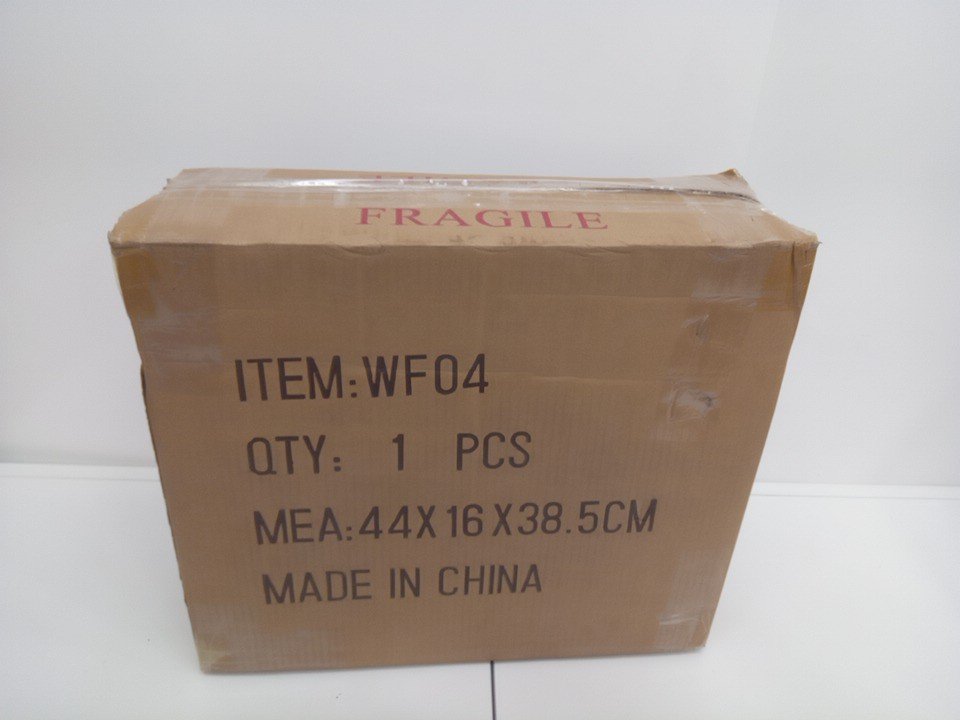 FRAGILE
ITEM:WF04
QTY: 1 PCS
MEA:44X16X38.5CM
MADE IN CHINA